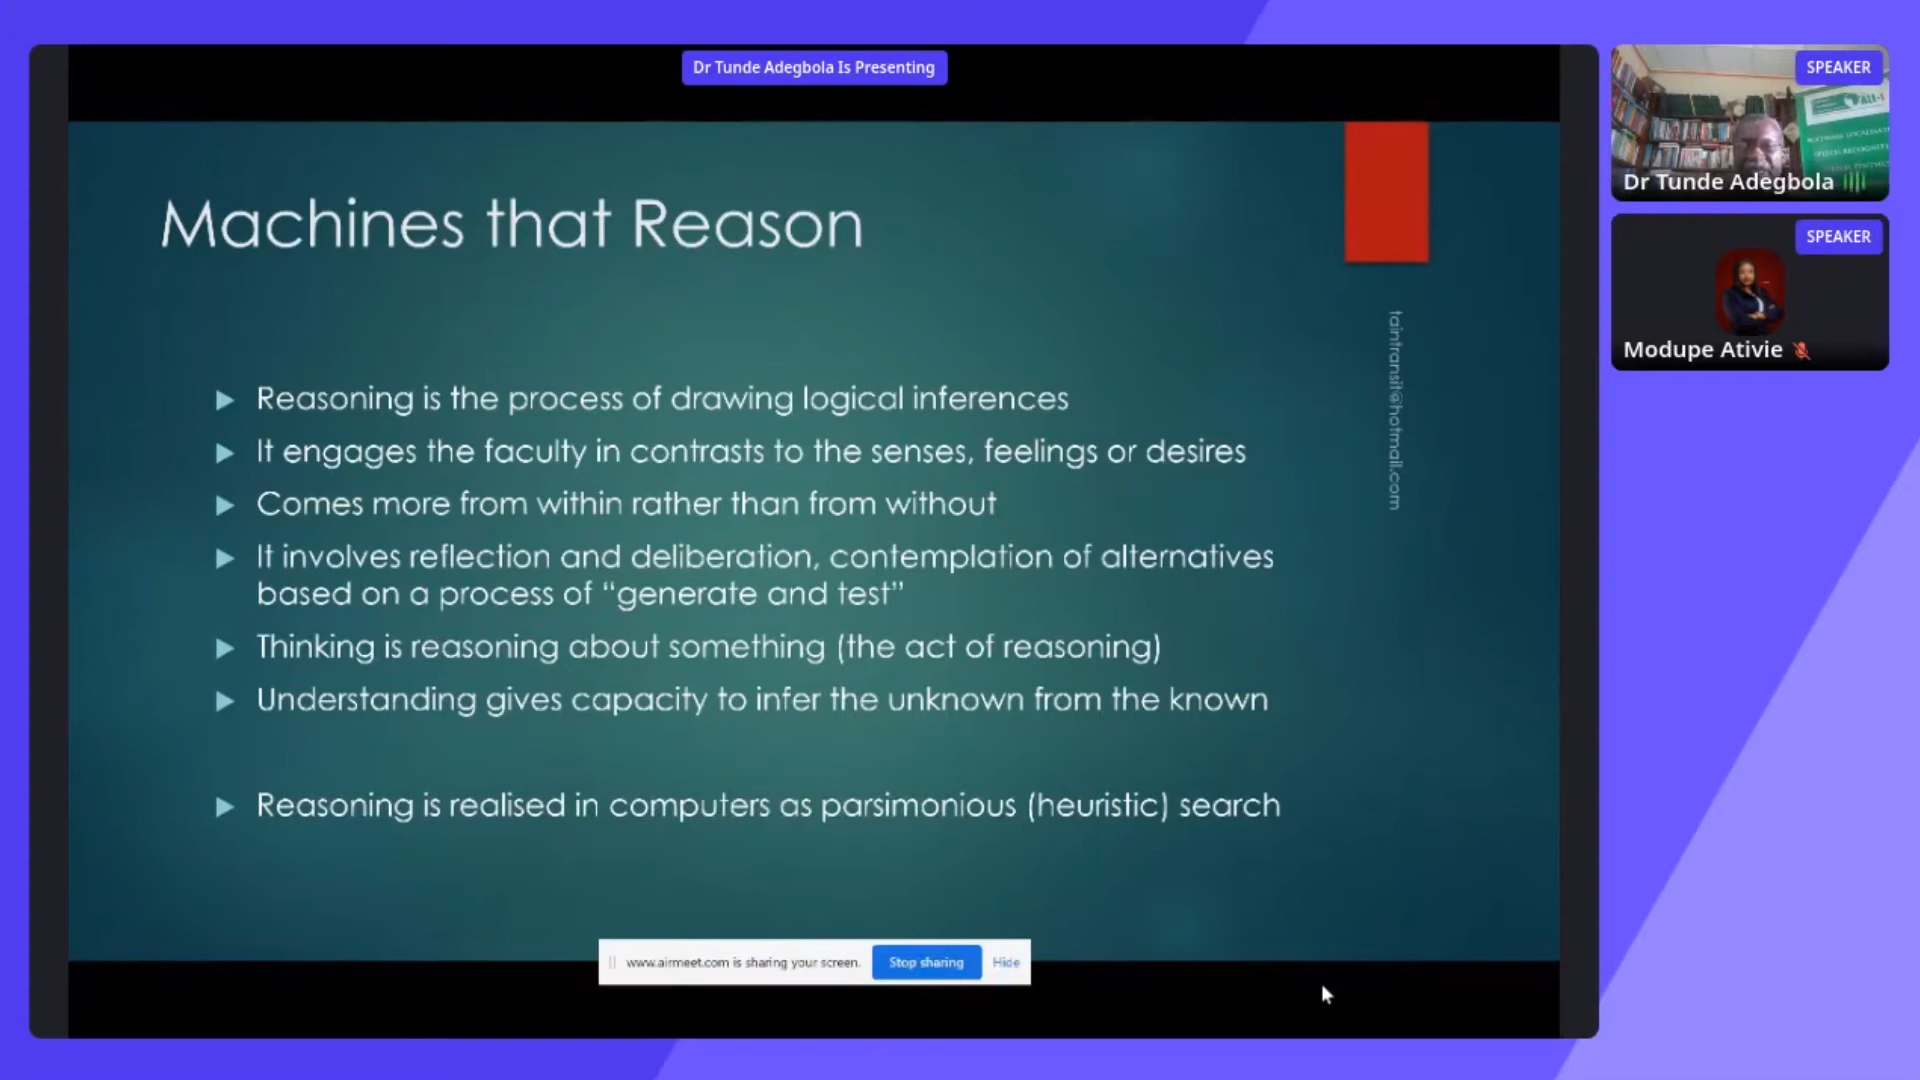 Dr Tunde Adegbola Is Presenting
Machines that Reason
Reasoning is the process of drawing logical inferences
It engages the faculty in contrasts to the senses, feelings or desires
Comes more from within rather than from without
It involves reflection and deliberation, contemplation of alternatives
based on a process of “generate and test”
Thinking is reasoning about something (the act of reasoning)
Understanding gives capacity to infer the unknown from the known
Reasoning is realised in computers as parsimonious (heuristic) search
taintransit@hotmail.com
www.airmeet.com is sharing your screen.
Stop sharing
Hide
SPEAKER
ALT-I
Dr Tunde Adegbola
SPEAKER
Modupe Ativie